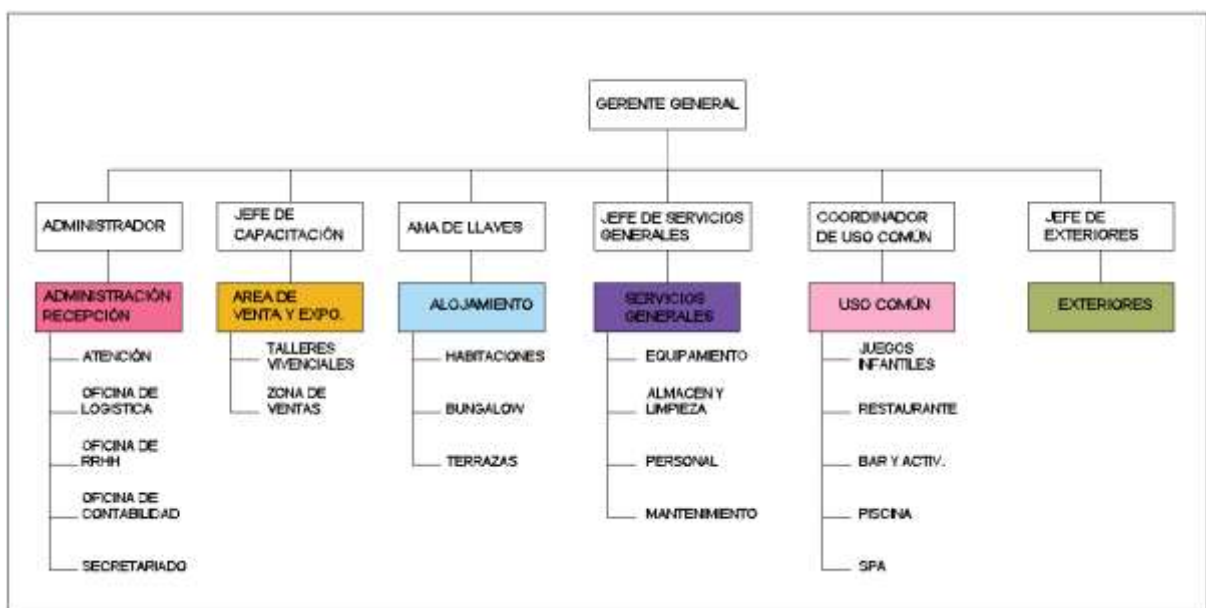 GERENTE GENERAL
ADMINISTRADOR
JEFE DE
CAPACITACIÓN
AMA DE LLAVES
JEFE DE SERVICIOS
GENERALES
COORDINADOR
DE USO COMÚN
JEFE DE
EXTERIORES
ADMINISTRACIÓN
RECEPCIÓN
AREA DE
VENTA Y EXPO.
ALOJAMIENTO
SERVICIOS
GENERALES
USO COMÚN
EXTERIORES
ATENCIÓN
OFICINA DE
LOGISTICA
OFICINA DE
RRHH
OFICINA DE
CONTABILIDAD
SECRETARIADO
TALLERES
VIVENCIALES
ZONA DE
VENTAS
HABITACIONES
BUNGALOW
TERRAZAS
EQUIPAMIENTO
ALMACEN Y
LIMPIEZA
PERSONAL
MANTENIMIENTO
JUEGOS
INFANTILES
RESTAURANTE
BAR Y ACTIV.
PISCINA
SPA